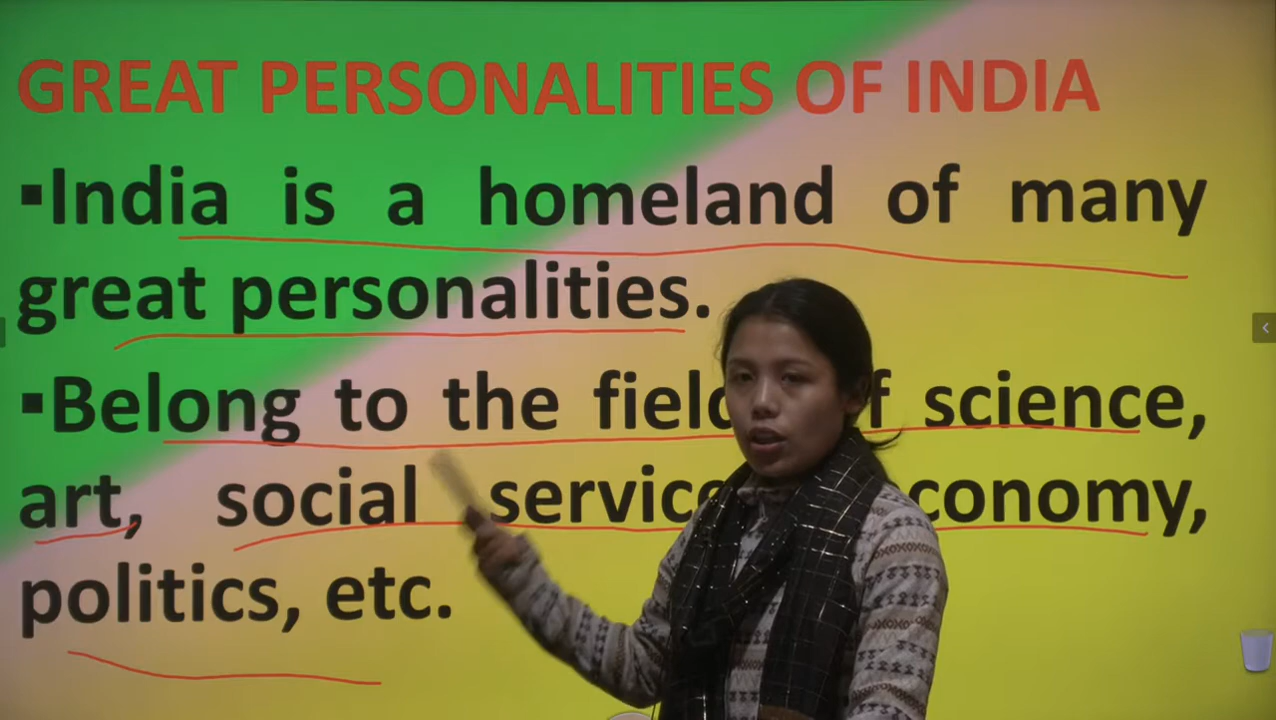 GREAT PERSONALITIES OF INDIA
▪India is a homeland of many
great personalities.
▪Belong to the field of science,
art, social service, economy,
politics, etc.